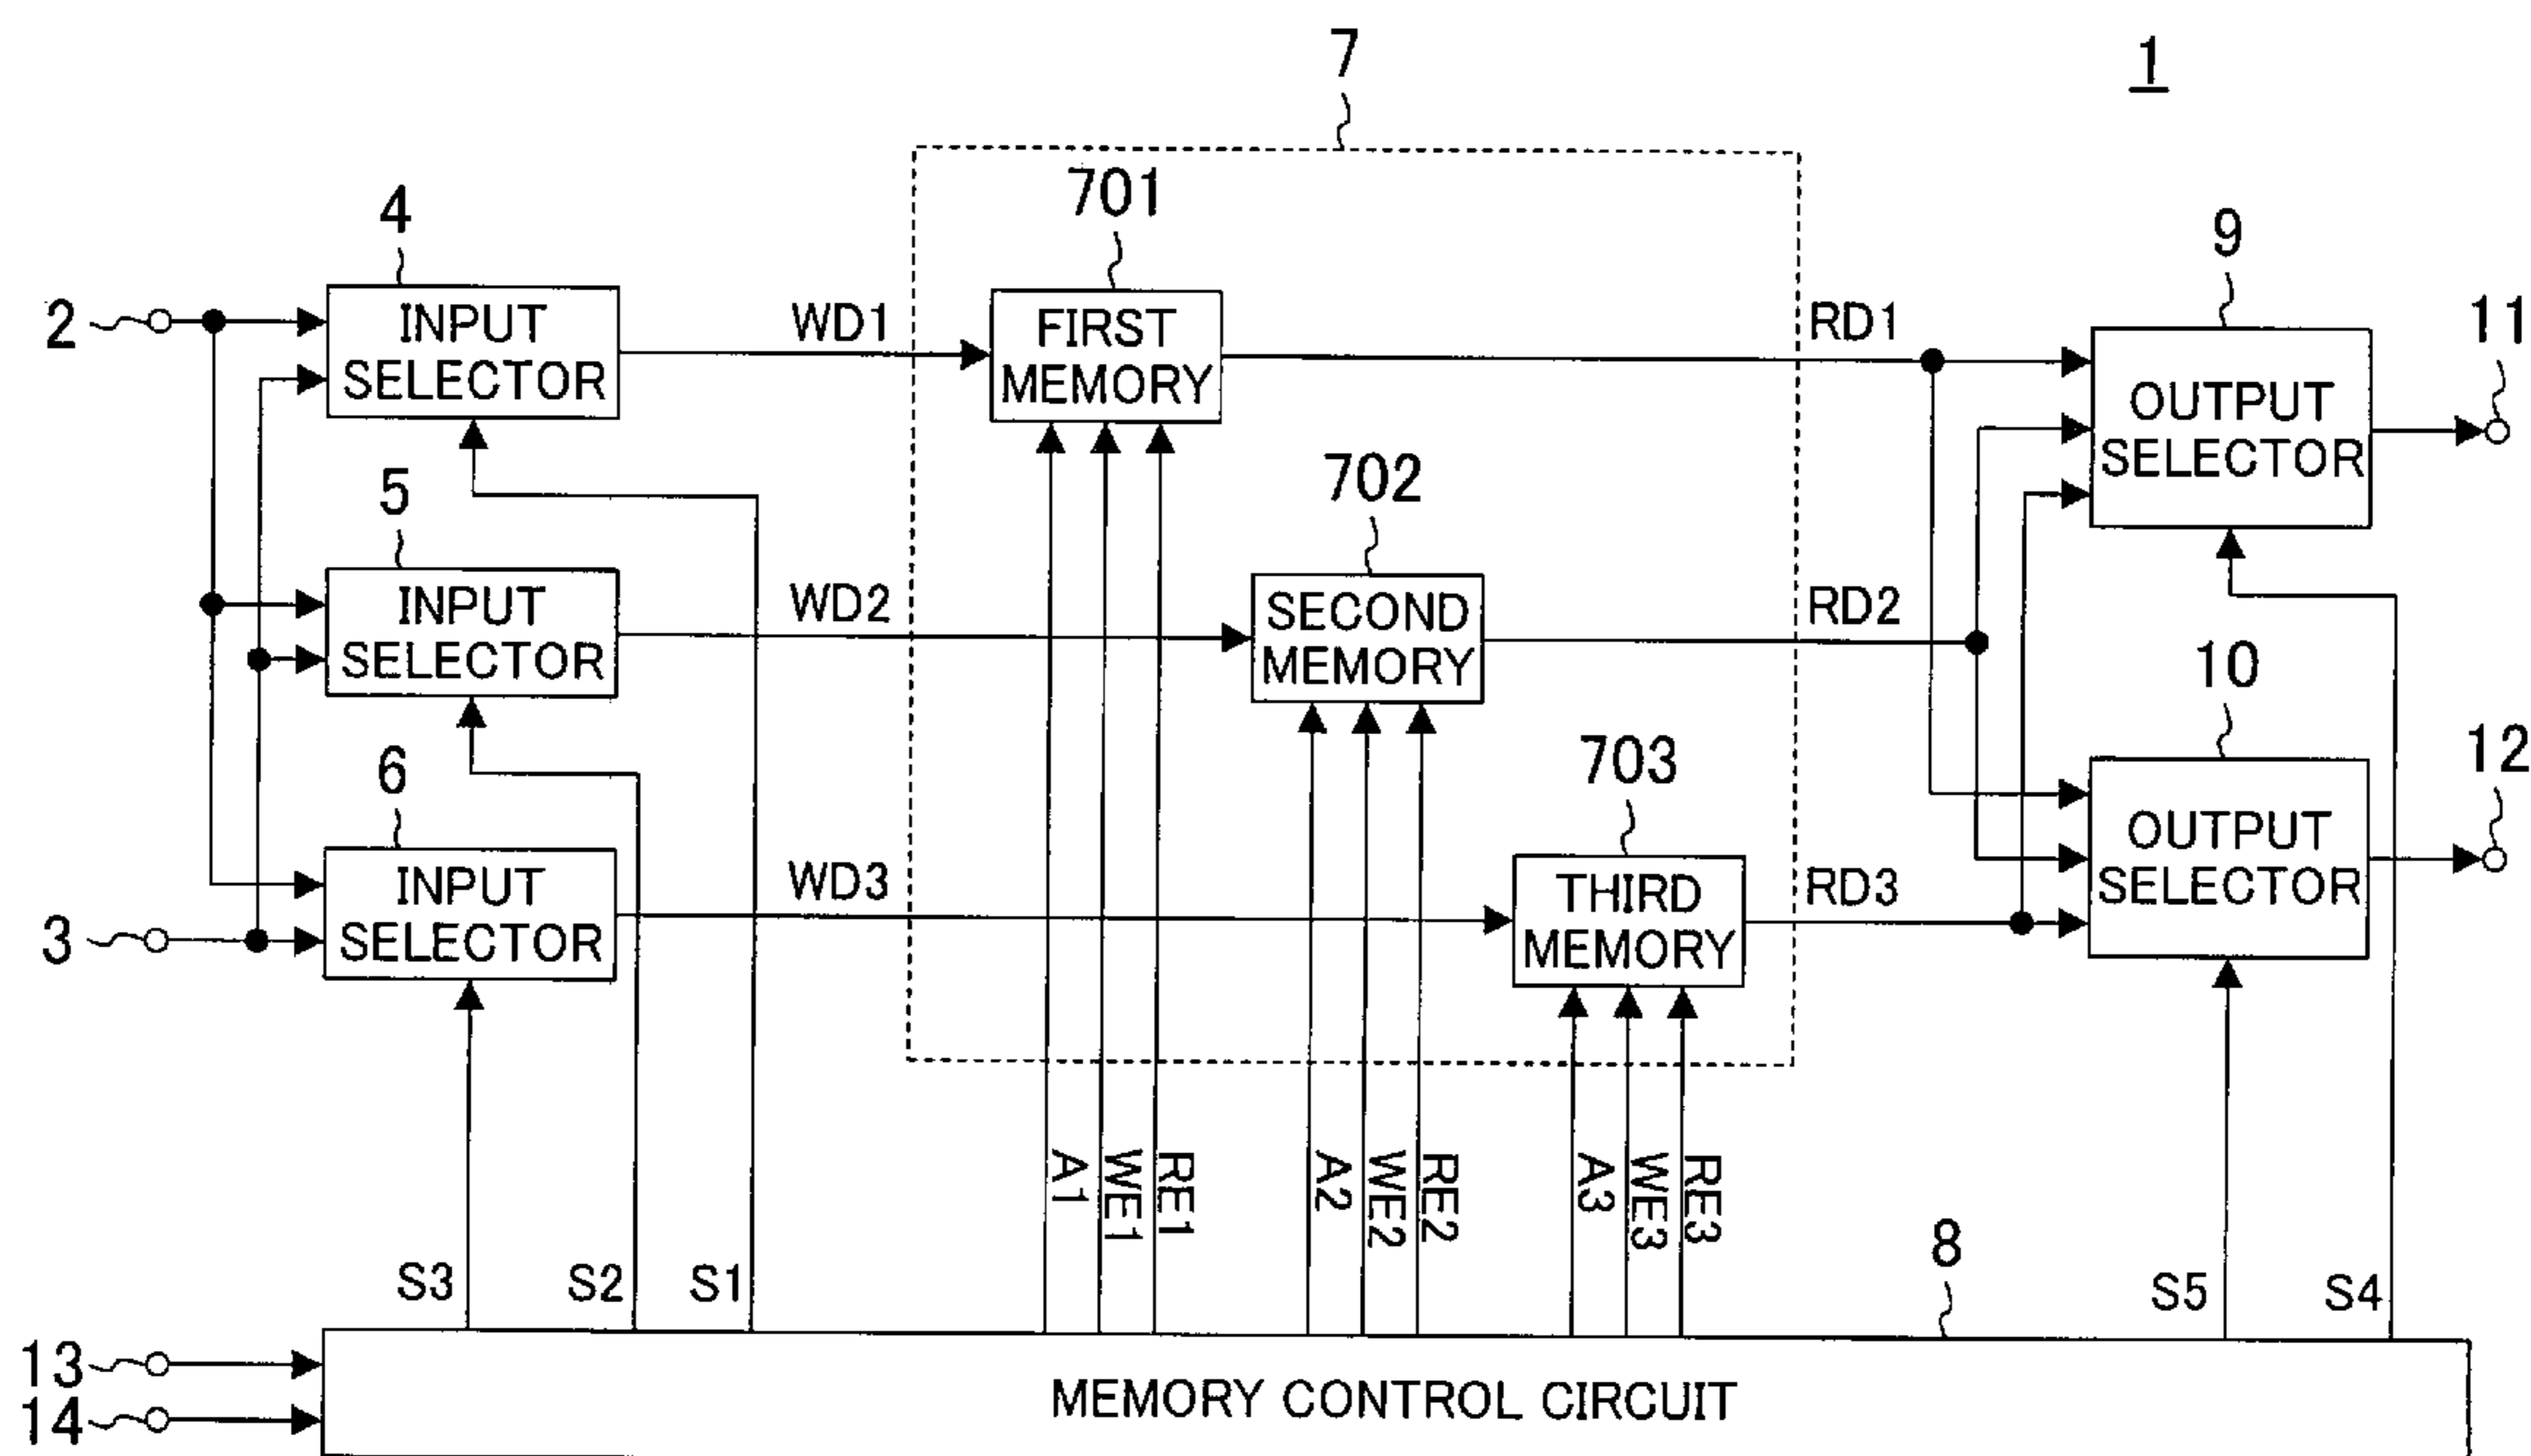 7
1
701
4
9
2
INPUT
SELECTOR
WD1
FIRST
MEMORY
RD1
OUTPUT
SELECTOR
11
5
702
INPUT
SELECTOR
WD2
SECOND
MEMORY
RD2
10
6
703
12
INPUT
SELECTOR
WD3
THIRD
MEMORY
RD3
OUTPUT
SELECTOR
3
A1
WE1
RE1
A2
WE2
RE2
A3
WE3
RE3
8
S3
S2
S1
S5
S4
13
14
MEMORY CONTROL CIRCUIT